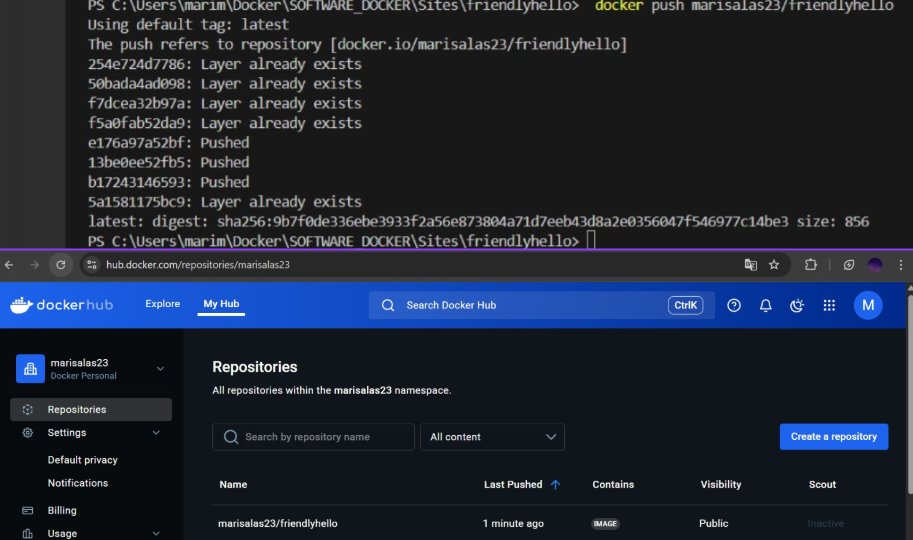 PS C:\Users\marim\Docker\SOFTWARE_DOCKER\Sites\friendlyhello> docker push marisalas23/friendlyhello
Using default tag: latest
The push refers to repository [docker.io/marisalas23/friendlyhello]
254e724d7786: Layer already exists
50bada4ad098: Layer already exists
f7dcea32b97a: Layer already exists
f5a0fab52da9: Layer already exists
e176a97a52bf: Pushed
13be0ee52fb5: Pushed
b17243146593: Pushed
5a1581175bc9: Layer already exists
latest: digest: sha256:9b7f0de336ebe3933f2a56e873804a71d7eeb43d8a2e0356047f546977c14be3 size: 856
PS C:\Users\marim\Docker\SOFTWARE_DOCKER\Sites\friendlyhello>
hub.docker.com/repositories/marisalas23
dockerhub Explore My Hub Search Docker Hub CtrlK M
marisalas23
Docker Personal
Repositories
Settings
Default privacy
Notifications
Billing
Usage
Repositories
All repositories within the marisalas23 namespace.
Search by repository name All content Create a repository
Name Last Pushed Contains Visibility Scout
marisalas23/friendlyhello 1 minute ago IMAGE Public Inactive